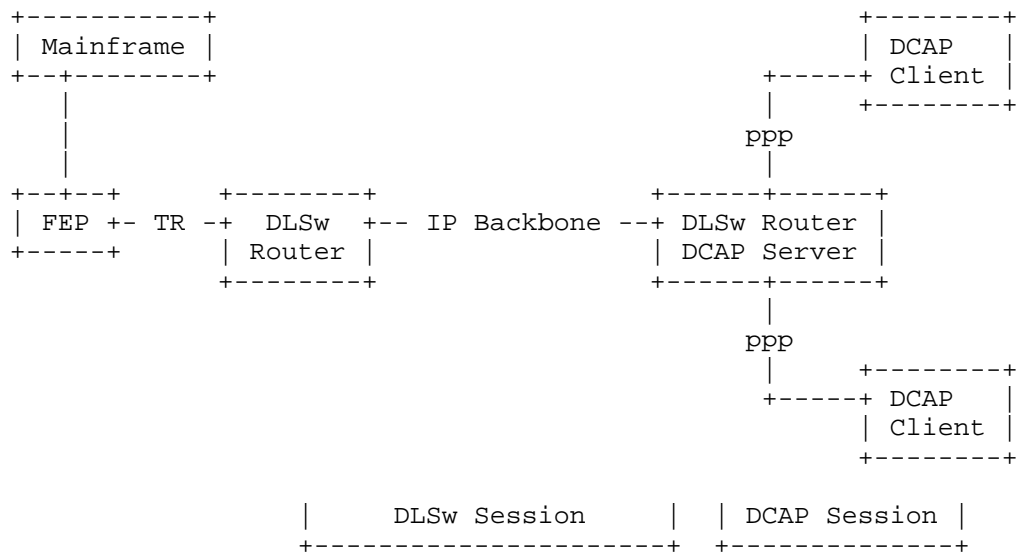 Mainframe DCAP
Client
ppp
FEP TR DLSw IP Backbone DLSw Router
Router DCAP Server
ppp
DCAP
Client
DLSw Session DCAP Session